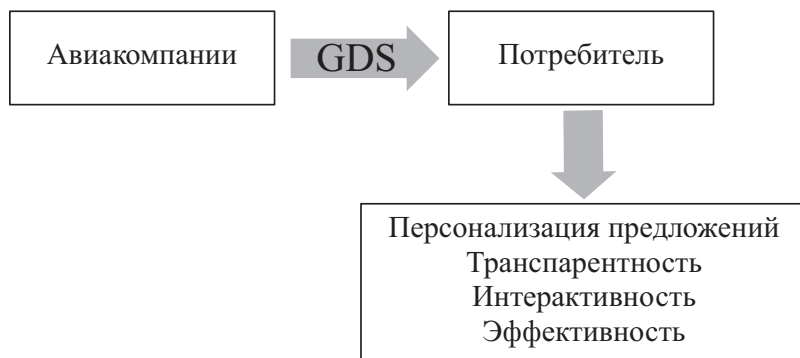 Авиакомпании
GDS
Потребитель
Персонализация предложений
Транспарентность
Интерактивность
Эффективность